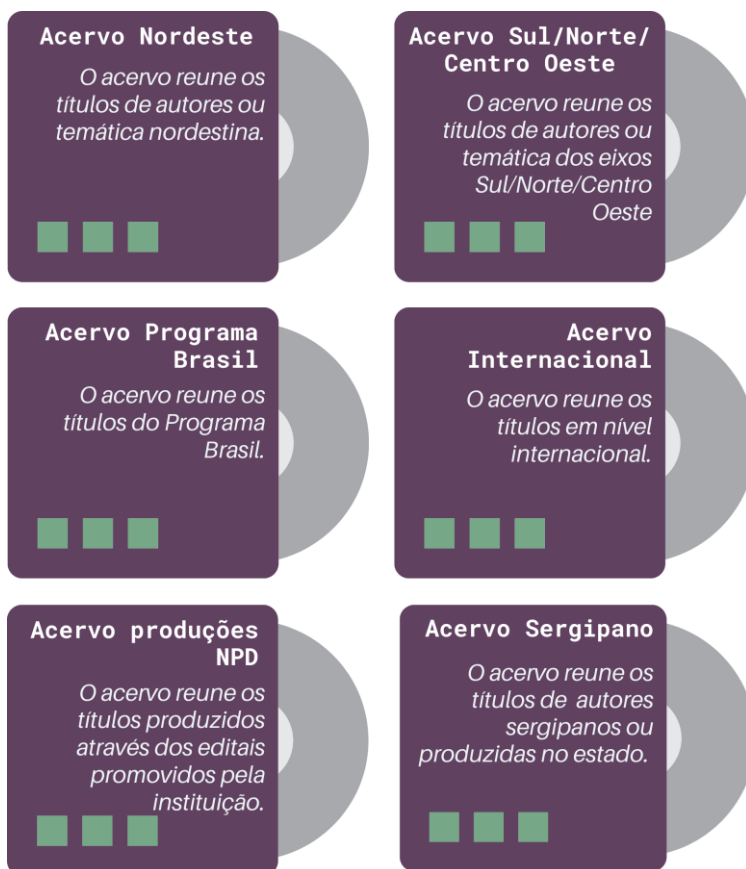 Acervo Nordeste
O acervo reune os
títulos de autores ou
temática nordestina.
Acervo Sul/Norte/
Centro Oeste
O acervo reune os
títulos de autores ou
temática dos eixos
Sul/Norte/Centro
Oeste
Acervo Programa
Brasil
O acervo reune os
títulos do Programa
Brasil.
Acervo
Internacional
O acervo reune os
títulos em nível
internacional.
Acervo produções
NPD
O acervo reune os
títulos produzidos
através dos editais
promovidos pela
instituição.
Acervo Sergipano
O acervo reune os
títulos de autores
sergipanos ou
produzidas no estado.